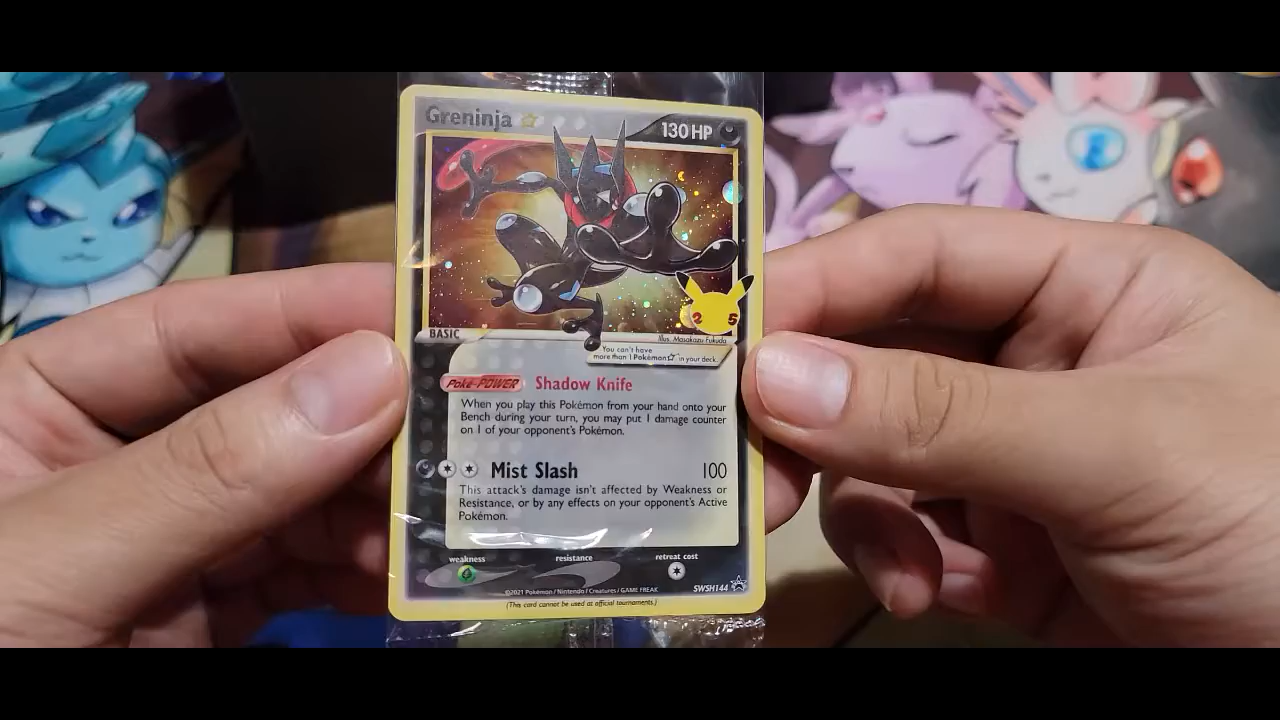 Greninja ☆
130 HP
25
BASIC
Illus. Masakazu Fukuda
You can't have
more than 1 Pokémon☆ in your deck.
Poké-POWER Shadow Knife
When you play this Pokémon from your hand onto your
Bench during your turn, you may put 1 damage counter
on 1 of your opponent's Pokémon.
Mist Slash 100
This attack's damage isn't affected by Weakness or
Resistance, or by any effects on your opponent's Active
Pokémon.
weakness resistance retreat cost
©2021 Pokémon / Nintendo / Creatures / GAME FREAK
SWSH144
(This card cannot be used at official tournaments.)